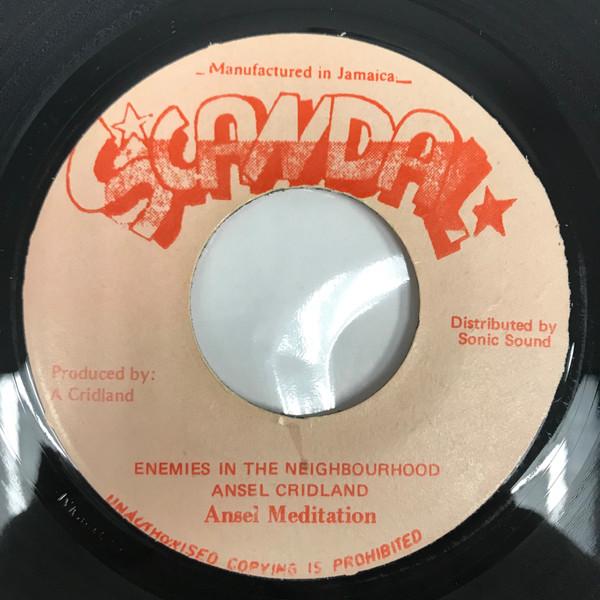 Manufactured in Jamaica
SCANDAL
Distributed by
Sonic Sound
Produced by:
A Cridland
ENEMIES IN THE NEIGHBOURHOOD
ANSEL CRIDLAND
Ansel Meditation
UNAUTHORISED COPYING IS PROHIBITED